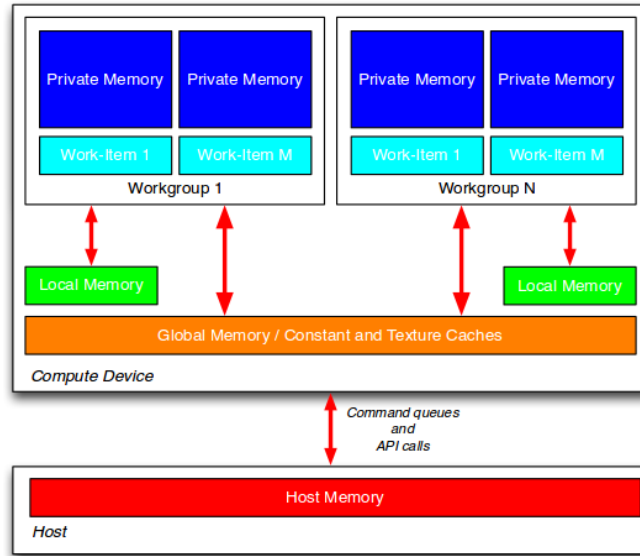 Private Memory Private Memory Private Memory Private Memory
Work-Item 1 Work-Item M Work-Item 1 Work-Item M
Workgroup 1 Workgroup N
Local Memory Local Memory
Global Memory / Constant and Texture Caches
Compute Device
Command queues
and
API calls
Host Memory
Host